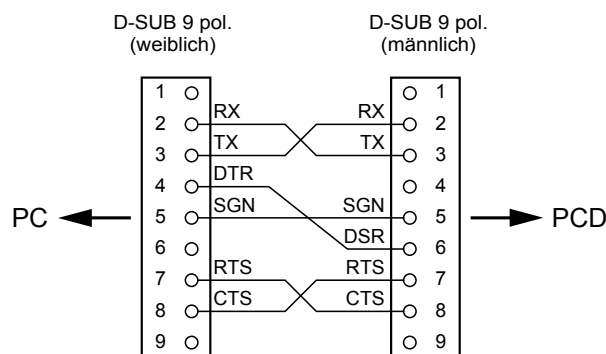 D-SUB 9 pol.
(weiblich)
D-SUB 9 pol.
(männlich)
1
1
2
RX
RX
2
3
TX
TX
3
4
DTR
4
PC
5
SGN
SGN
5
PCD
6
DSR
6
7
RTS
RTS
7
8
CTS
CTS
8
9
9